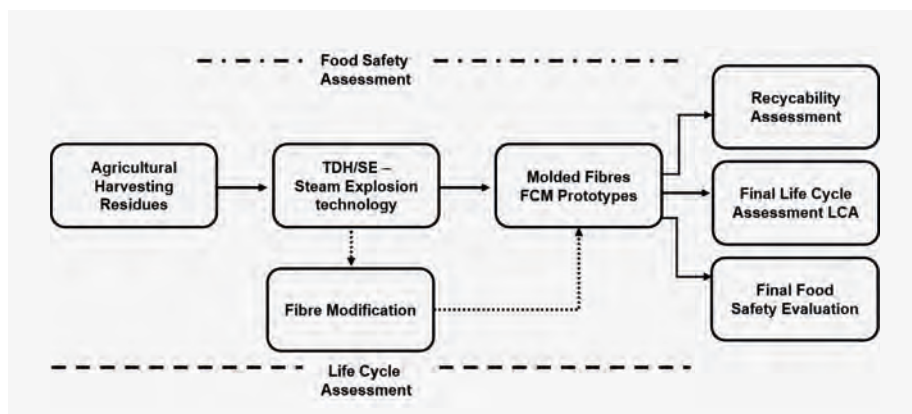 Food Safety
Assessment
Agricultural
Harvesting
Residues
TDH/SE –
Steam Explosion
technology
Molded Fibres
FCM Prototypes
Recycability
Assessment
Final Life Cycle
Assessment LCA
Final Food
Safety Evaluation
Fibre Modification
Life Cycle
Assessment